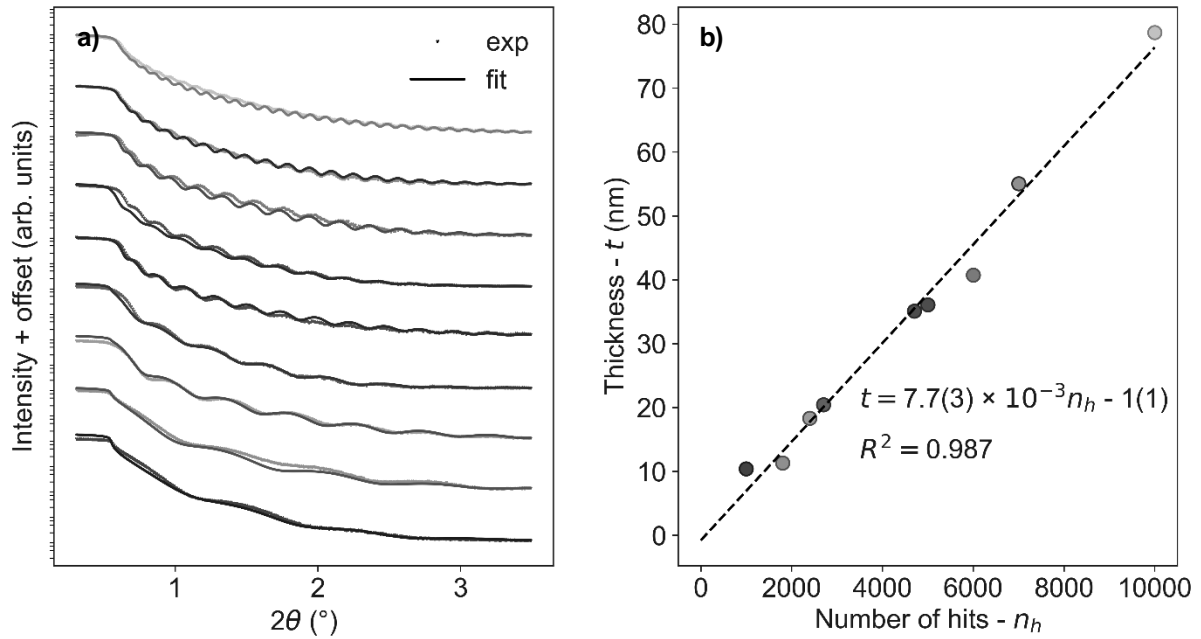 a)
exp
fit
Intensity + offset (arb. units)
1 2 3
2θ (°)
b)
80
70
60
50
40
30
20
10
0
Thickness - t (nm)
t = 7.7(3) × 10⁻³nₕ - 1(1)
R² = 0.987
0 2000 4000 6000 8000 10000
Number of hits - nₕ